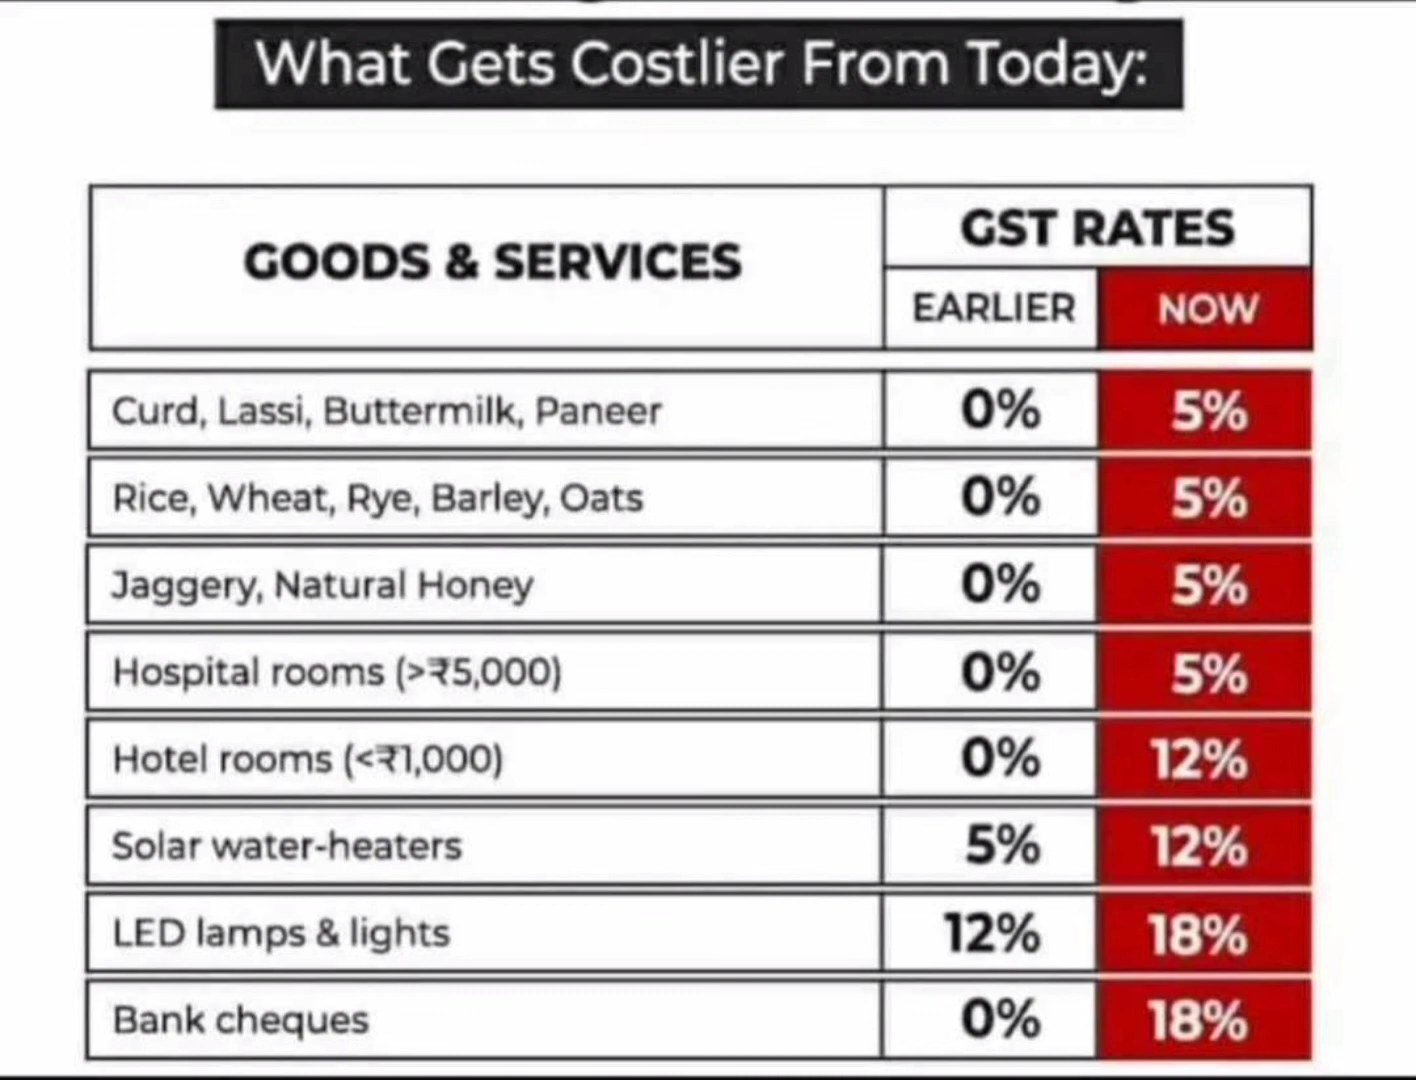 What Gets Costlier From Today:
GOODS & SERVICES
GST RATES
EARLIER NOW
Curd, Lassi, Buttermilk, Paneer 0% 5%
Rice, Wheat, Rye, Barley, Oats 0% 5%
Jaggery, Natural Honey 0% 5%
Hospital rooms (>₹5,000) 0% 5%
Hotel rooms (<₹1,000) 0% 12%
Solar water-heaters 5% 12%
LED lamps & lights 12% 18%
Bank cheques 0% 18%